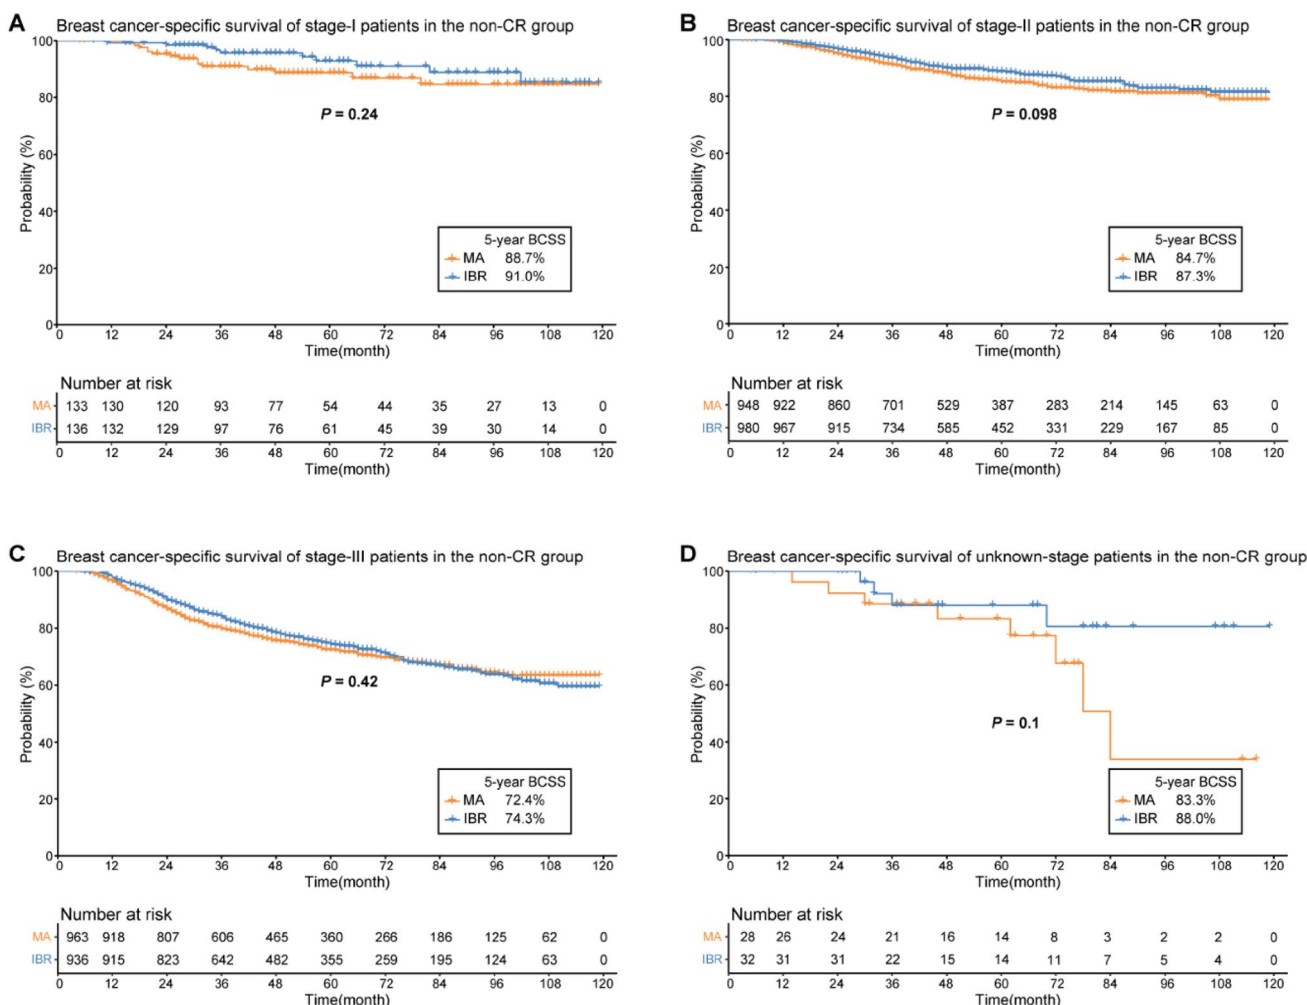 A Breast cancer-specific survival of stage-I patients in the non-CR group
100
80
60
40
20
0
Probability (%)
P = 0.24
5-year BCSS
MA 88.7%
IBR 91.0%
0 12 24 36 48 60 72 84 96 108 120
Time(month)
Number at risk
MA 133 130 120 93 77 54 44 35 27 13 0
IBR 136 132 129 97 76 61 45 39 30 14 0
0 12 24 36 48 60 72 84 96 108 120
Time(month)
B Breast cancer-specific survival of stage-II patients in the non-CR group
100
80
60
40
20
0
Probability (%)
P = 0.098
5-year BCSS
MA 84.7%
IBR 87.3%
0 12 24 36 48 60 72 84 96 108 120
Time(month)
Number at risk
MA 948 922 860 701 529 387 283 214 145 63 0
IBR 980 967 915 734 585 452 331 229 167 85 0
0 12 24 36 48 60 72 84 96 108 120
Time(month)
C Breast cancer-specific survival of stage-III patients in the non-CR group
100
80
60
40
20
0
Probability (%)
P = 0.42
5-year BCSS
MA 72.4%
IBR 74.3%
0 12 24 36 48 60 72 84 96 108 120
Time(month)
Number at risk
MA 963 918 807 606 465 360 266 186 125 62 0
IBR 936 915 823 642 482 355 259 195 124 63 0
0 12 24 36 48 60 72 84 96 108 120
Time(month)
D Breast cancer-specific survival of unknown-stage patients in the non-CR group
100
80
60
40
20
0
Probability (%)
P = 0.1
5-year BCSS
MA 83.3%
IBR 88.0%
0 12 24 36 48 60 72 84 96 108 120
Time(month)
Number at risk
MA 28 26 24 21 16 14 8 3 2 2 0
IBR 32 31 31 22 15 14 11 7 5 4 0
0 12 24 36 48 60 72 84 96 108 120
Time(month)